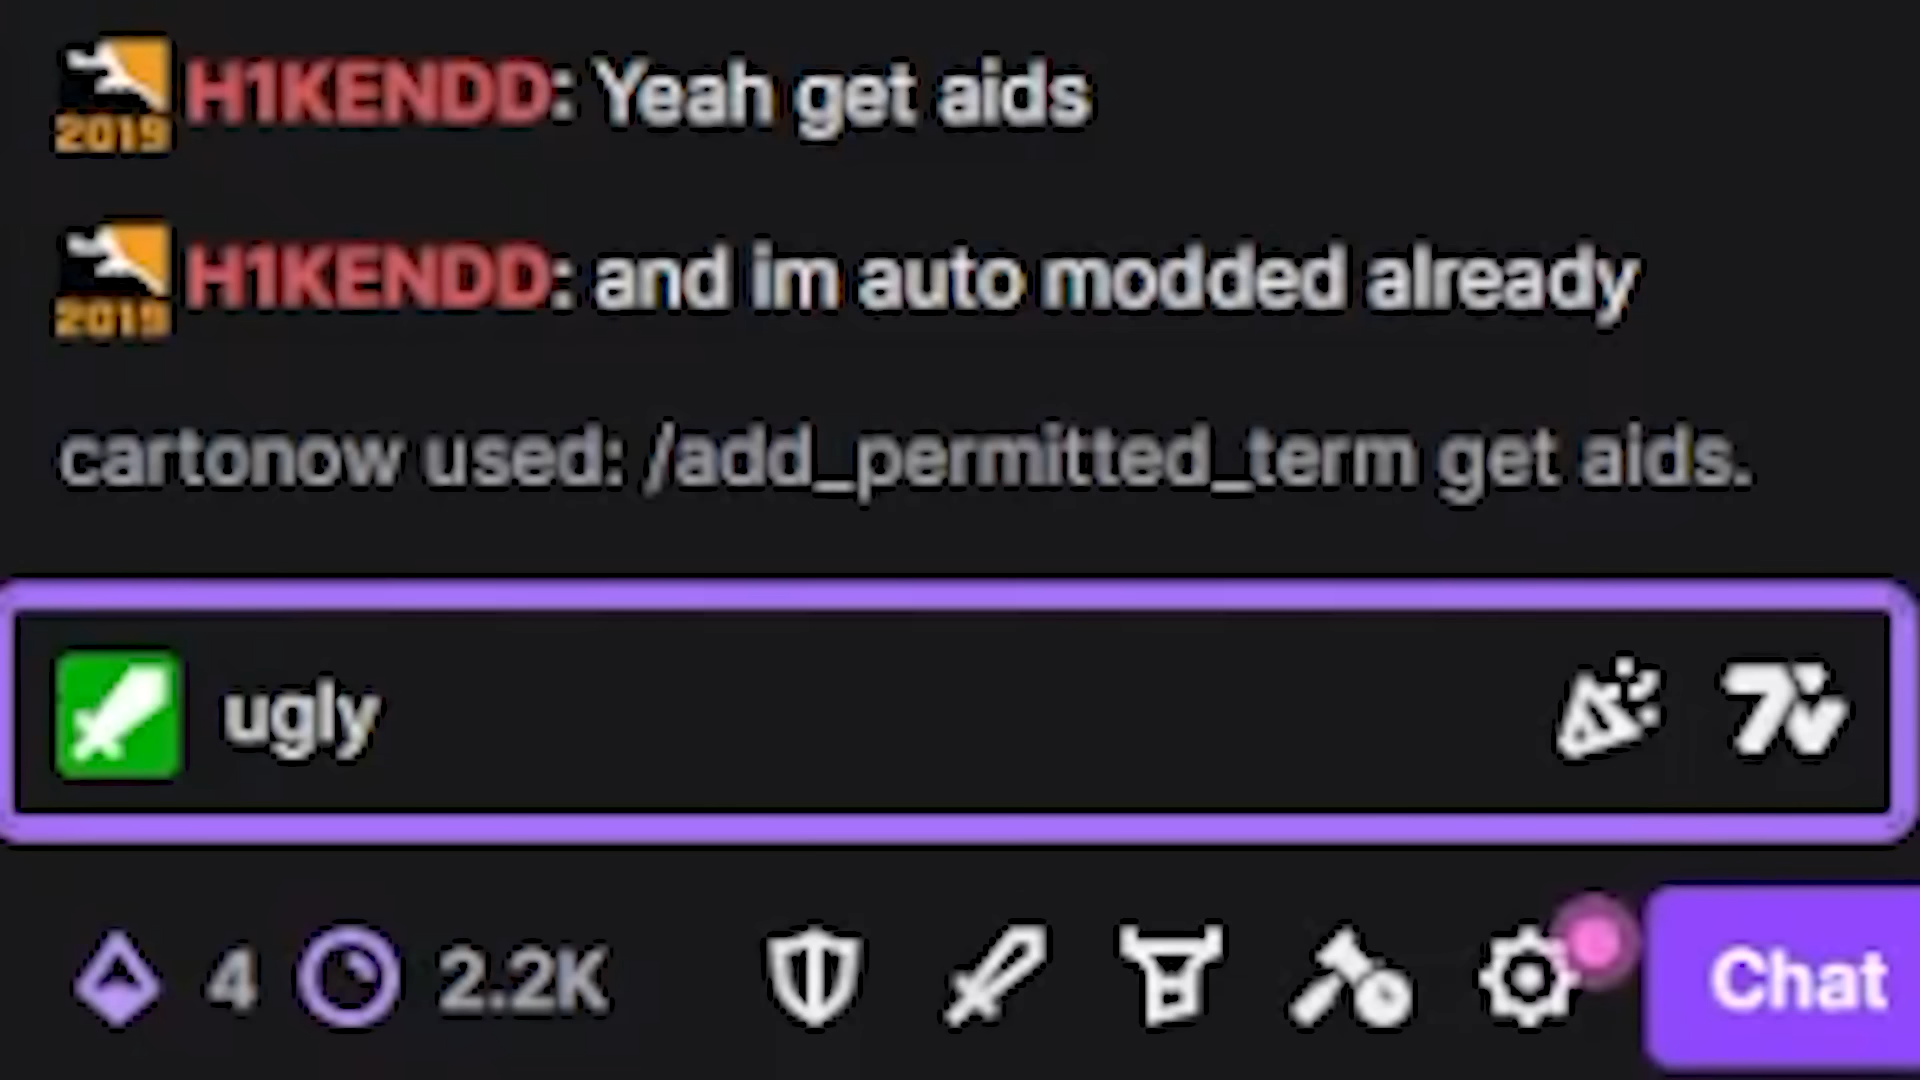 2019 H1KENDD: Yeah get aids
2019 H1KENDD: and im auto modded already
cartonow used: /add_permitted_term get aids.
ugly
4 2.2K Chat